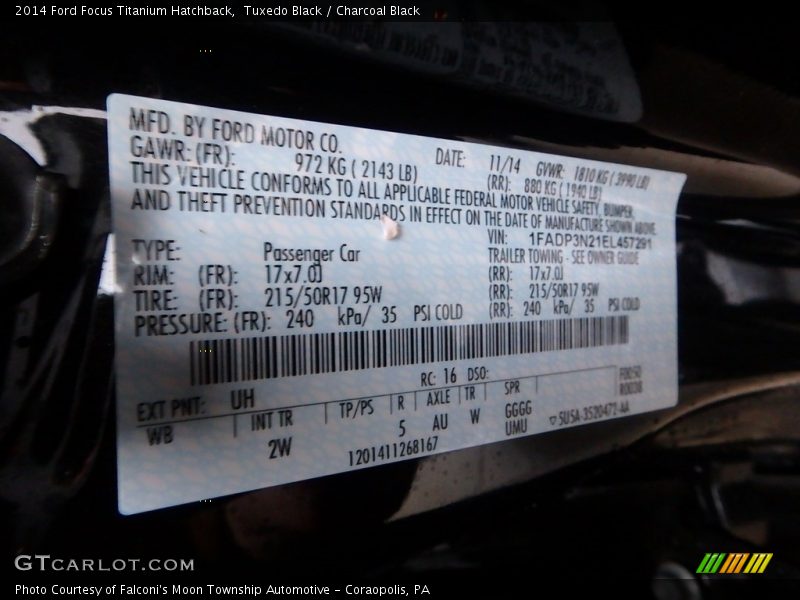 2014 Ford Focus Titanium Hatchback, Tuxedo Black / Charcoal Black
MFD. BY FORD MOTOR CO.
DATE: 11/14 GVWR: 1810 KG ( 3990 LB)
GAWR: (FR): 972 KG ( 2143 LB) (RR): 880 KG ( 1940 LB)
THIS VEHICLE CONFORMS TO ALL APPLICABLE FEDERAL MOTOR VEHICLE SAFETY, BUMPER,
AND THEFT PREVENTION STANDARDS IN EFFECT ON THE DATE OF MANUFACTURE SHOWN ABOVE.
VIN: 1FADP3N21EL457291
TYPE: Passenger Car TRAILER TOWING - SEE OWNER GUIDE
RIM: (FR): 17x7.0J (RR): 17x7.0J
TIRE: (FR): 215/50R17 95W (RR): 215/50R17 95W
PRESSURE: (FR): 240 kPa/ 35 PSI COLD (RR): 240 kPa/ 35 PSI COLD
RC: 16 DSO:
EXT PNT: UH
WB INT TR TP/PS R AXLE TR SPR
2W 5 AU W GGGG
UMU
1201411268167
GTCARLOT.COM
Photo Courtesy of Falconi's Moon Township Automotive - Coraopolis, PA